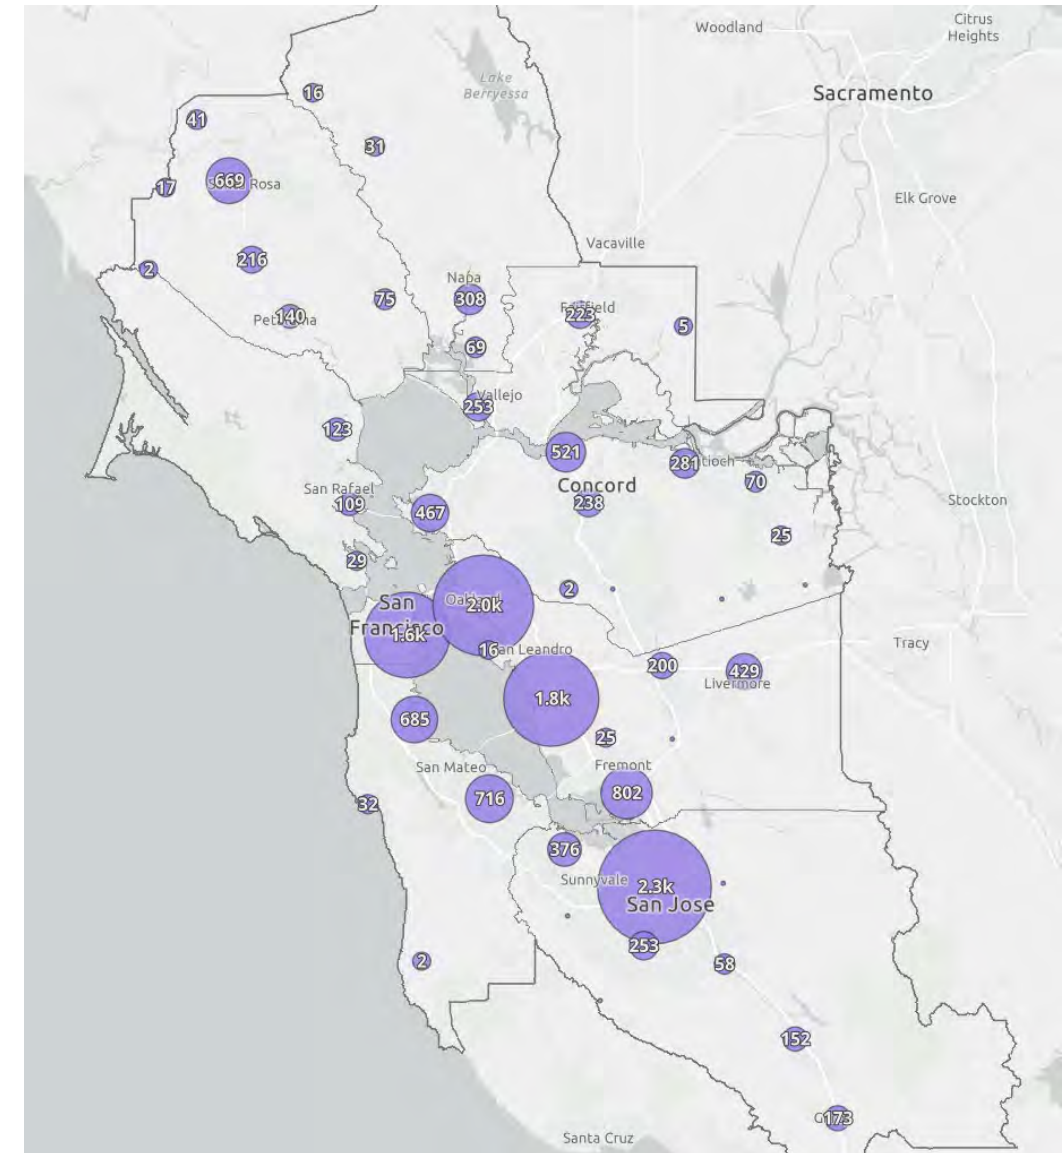 Woodland
Citrus
Heights
Lake
Berryessa
Sacramento
16
41
31
17
669
Rosa
Elk Grove
Vacaville
216
2
Napa
308
75
140
223
5
69
Vallejo
253
123
521
281
70
Concord
238
San Rafael
109
467
Stockton
25
29
2
Oakland
2.0k
San
Francisco
1.6k
16
San Leandro
200
429
Livermore
Tracy
1.8k
685
25
Fremont
San Mateo
802
716
32
376
Sunnyvale
2.3k
San Jose
253
58
2
152
173
Santa Cruz